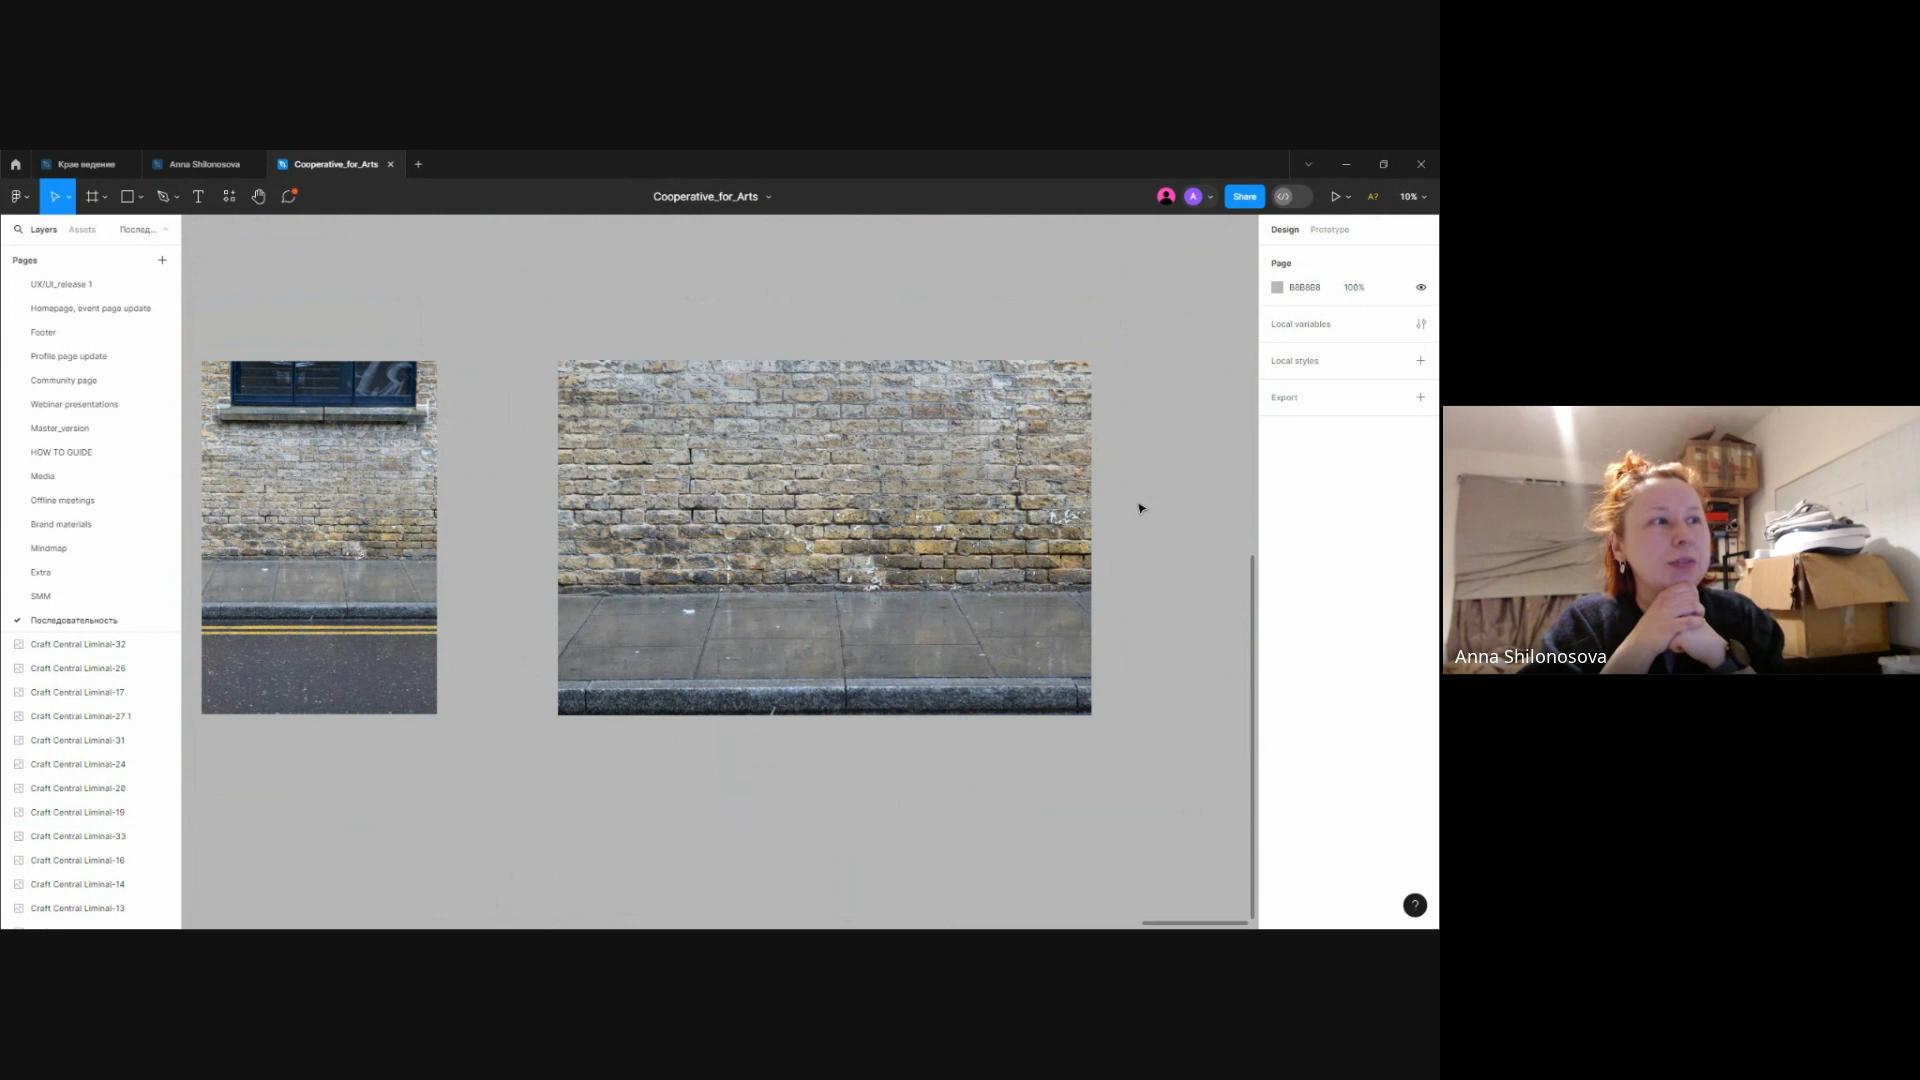 Крае ведение
Anna Shilonosova
Cooperative_for_Arts
Cooperative_for_Arts
A
Share
A?
10%
Layers
Assets
Послед...
Pages
UX/UI_release 1
Homepage, event page update
Footer
Profile page update
Community page
Webinar presentations
Master_version
HOW TO GUIDE
Media
Offline meetings
Brand materials
Mindmap
Extra
SMM
Последовательность
Craft Central Liminal-32
Craft Central Liminal-26
Craft Central Liminal-17
Craft Central Liminal-27 1
Craft Central Liminal-31
Craft Central Liminal-24
Craft Central Liminal-20
Craft Central Liminal-19
Craft Central Liminal-33
Craft Central Liminal-16
Craft Central Liminal-14
Craft Central Liminal-13
Design
Prototype
Page
B8B8B8
100%
Local variables
Local styles
Export
?
Anna Shilonosova